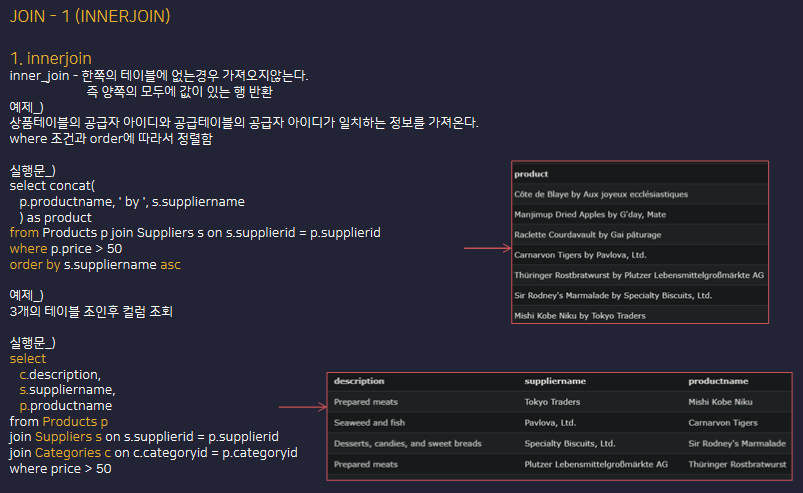 JOIN - 1 (INNERJOIN)
1. innerjoin
inner_join - 한쪽의 테이블에 없는경우 가져오지않는다.
즉 양쪽의 모두에 값이 있는 행 반환
예제_)
상품테이블의 공급자 아이디와 공급테이블의 공급자 아이디가 일치하는 정보를 가져온다.
where 조건과 order에 따라서 정렬함
실행문_)
select concat(
p.productname, ' by ', s.suppliername
) as product
from Products p join Suppliers s on s.supplierid = p.supplierid
where p.price > 50
order by s.suppliername asc
product
Côte de Blaye by Aux joyeux ecclésiastiques
Manjimup Dried Apples by G'day, Mate
Raclette Courdavault by Gai pâturage
Carnarvon Tigers by Pavlova, Ltd.
Thüringer Rostbratwurst by Plutzer Lebensmittelgroßmärkte AG
Sir Rodney's Marmalade by Specialty Biscuits, Ltd.
Mishi Kobe Niku by Tokyo Traders
예제_)
3개의 테이블 조인후 컬럼 조회
실행문_)
select
c.description,
s.suppliername,
p.productname
from Products p
join Suppliers s on s.supplierid = p.supplierid
join Categories c on c.categoryid = p.categoryid
where price > 50
description suppliername productname
Prepared meats Tokyo Traders Mishi Kobe Niku
Seaweed and fish Pavlova, Ltd. Carnarvon Tigers
Desserts, candies, and sweet breads Specialty Biscuits, Ltd. Sir Rodney's Marmalade
Prepared meats Plutzer Lebensmittelgroßmärkte AG Thüringer Rostbratwurst